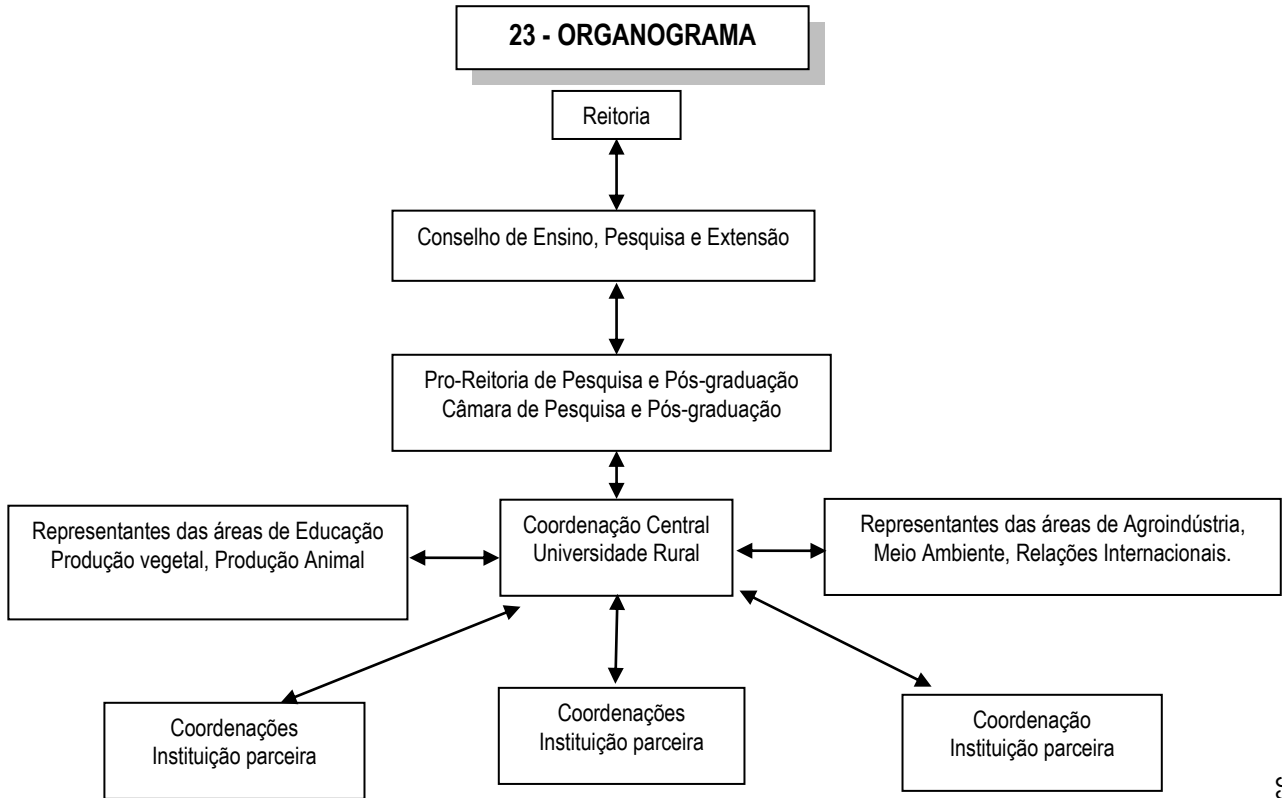 23 - ORGANOGRAMA
Reitoria
Conselho de Ensino, Pesquisa e Extensão
Pro-Reitoria de Pesquisa e Pós-graduação
Câmara de Pesquisa e Pós-graduação
Representantes das áreas de Educação
Produção vegetal, Produção Animal
Coordenação Central
Universidade Rural
Representantes das áreas de Agroindústria,
Meio Ambiente, Relações Internacionais.
Coordenações
Instituição parceira
Coordenações
Instituição parceira
Coordenação
Instituição parceira